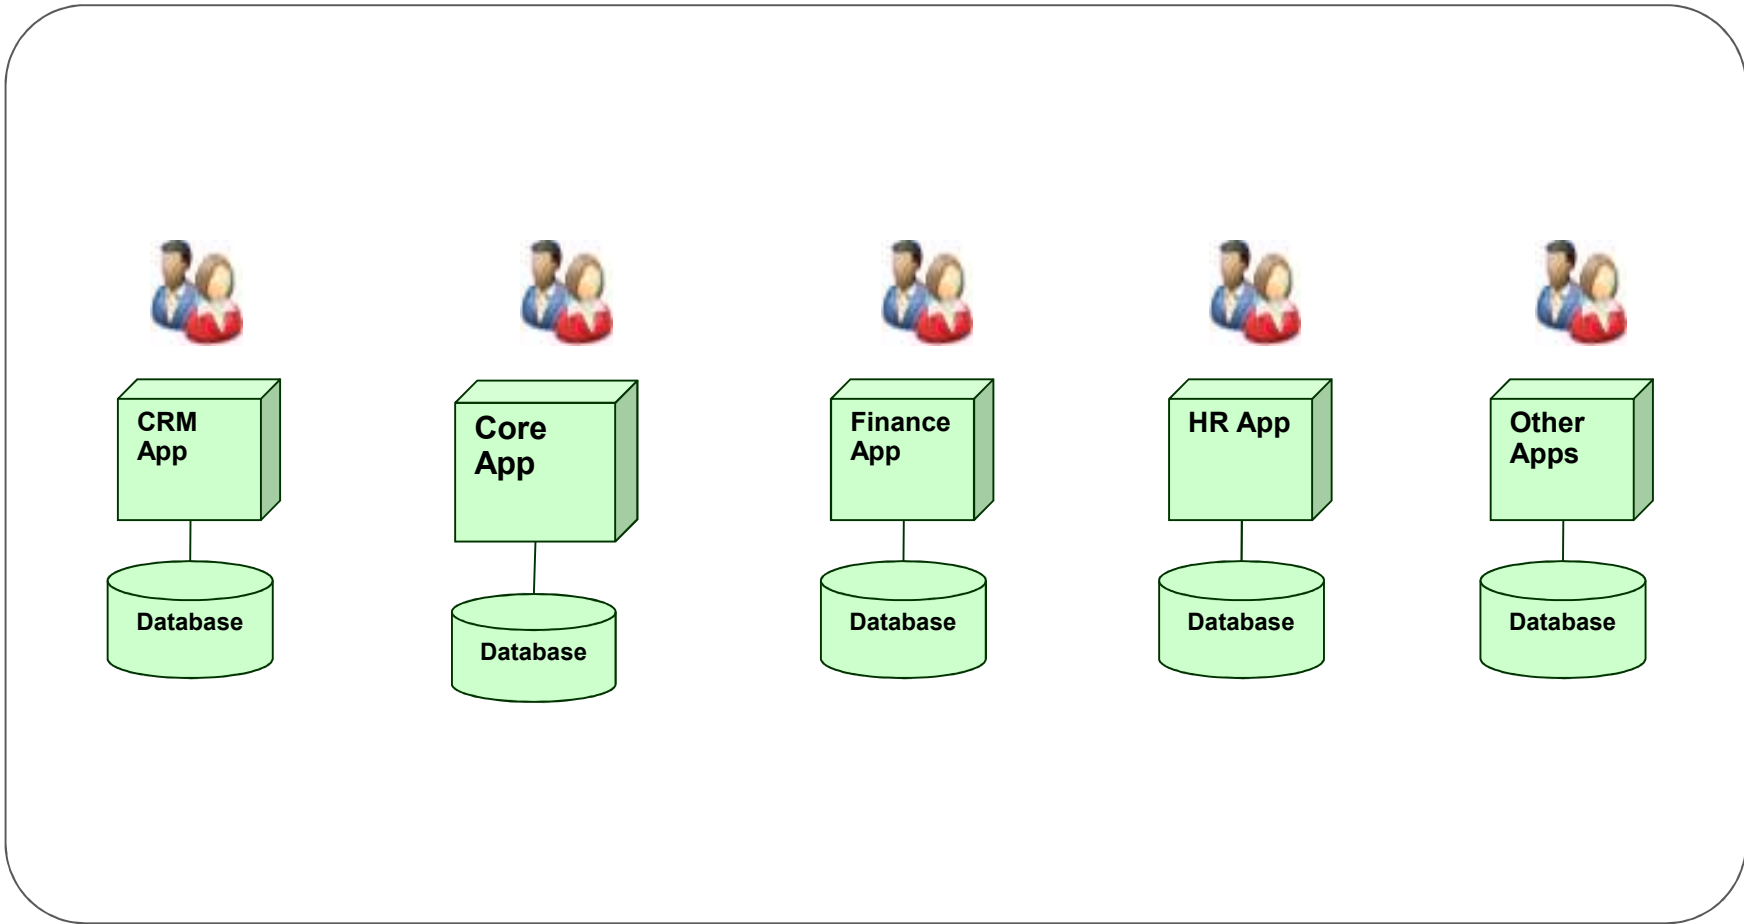 CRM
App
Core
App
Finance
App
HR App
Other
Apps
Database
Database
Database
Database
Database